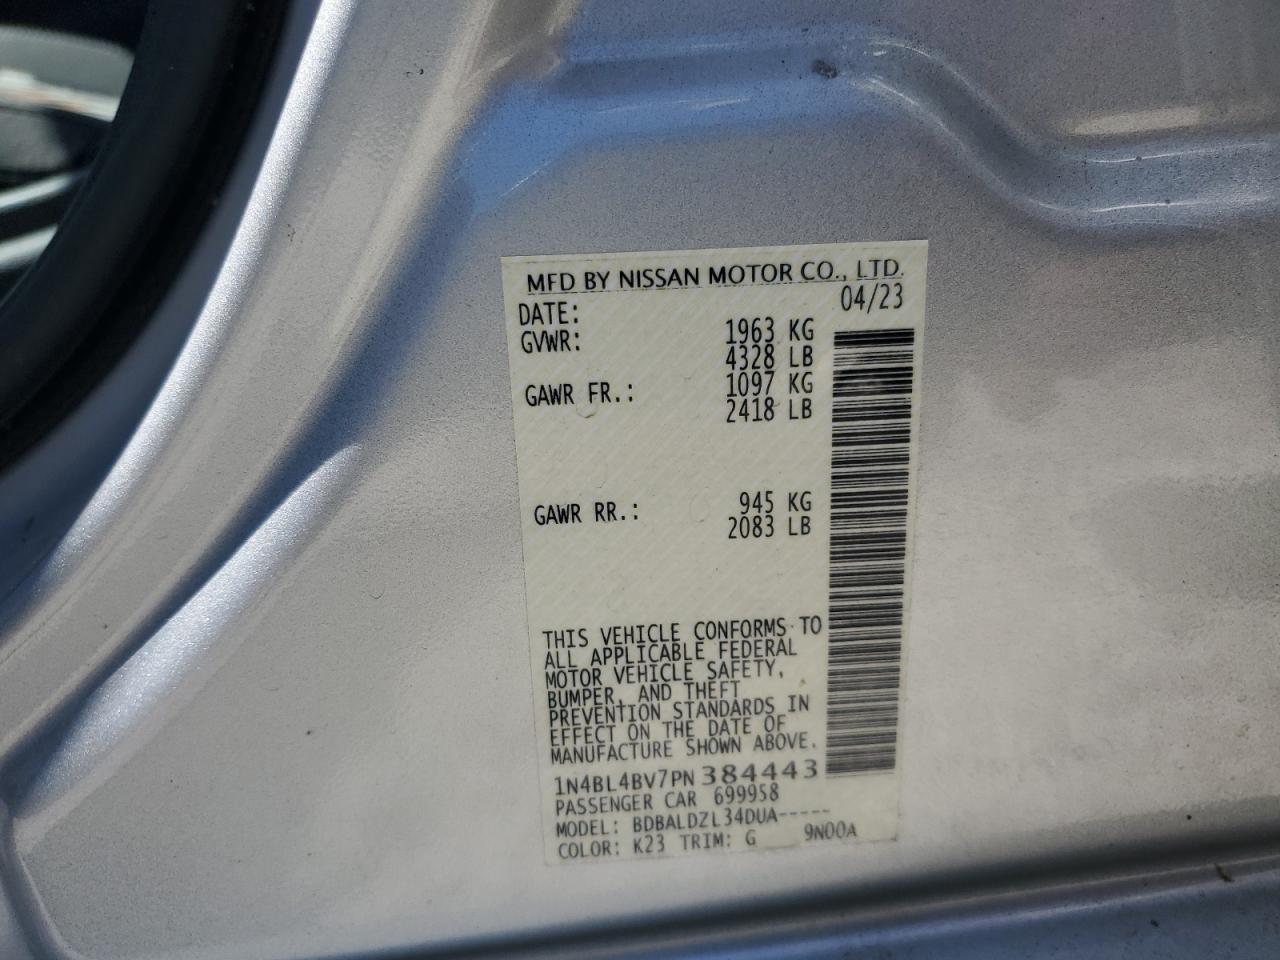 MFD BY NISSAN MOTOR CO., LTD.
DATE: 04/23
GVWR: 1963 KG
4328 LB
GAWR FR.: 1097 KG
2418 LB
GAWR RR.: 945 KG
2083 LB
THIS VEHICLE CONFORMS TO
ALL APPLICABLE FEDERAL
MOTOR VEHICLE SAFETY,
BUMPER, AND THEFT
PREVENTION STANDARDS IN
EFFECT ON THE DATE OF
MANUFACTURE SHOWN ABOVE.
1N4BL4BV7PN384443
PASSENGER CAR 699958
MODEL: BDBALDZL34DUA-----
COLOR: K23 TRIM: G 9N00A